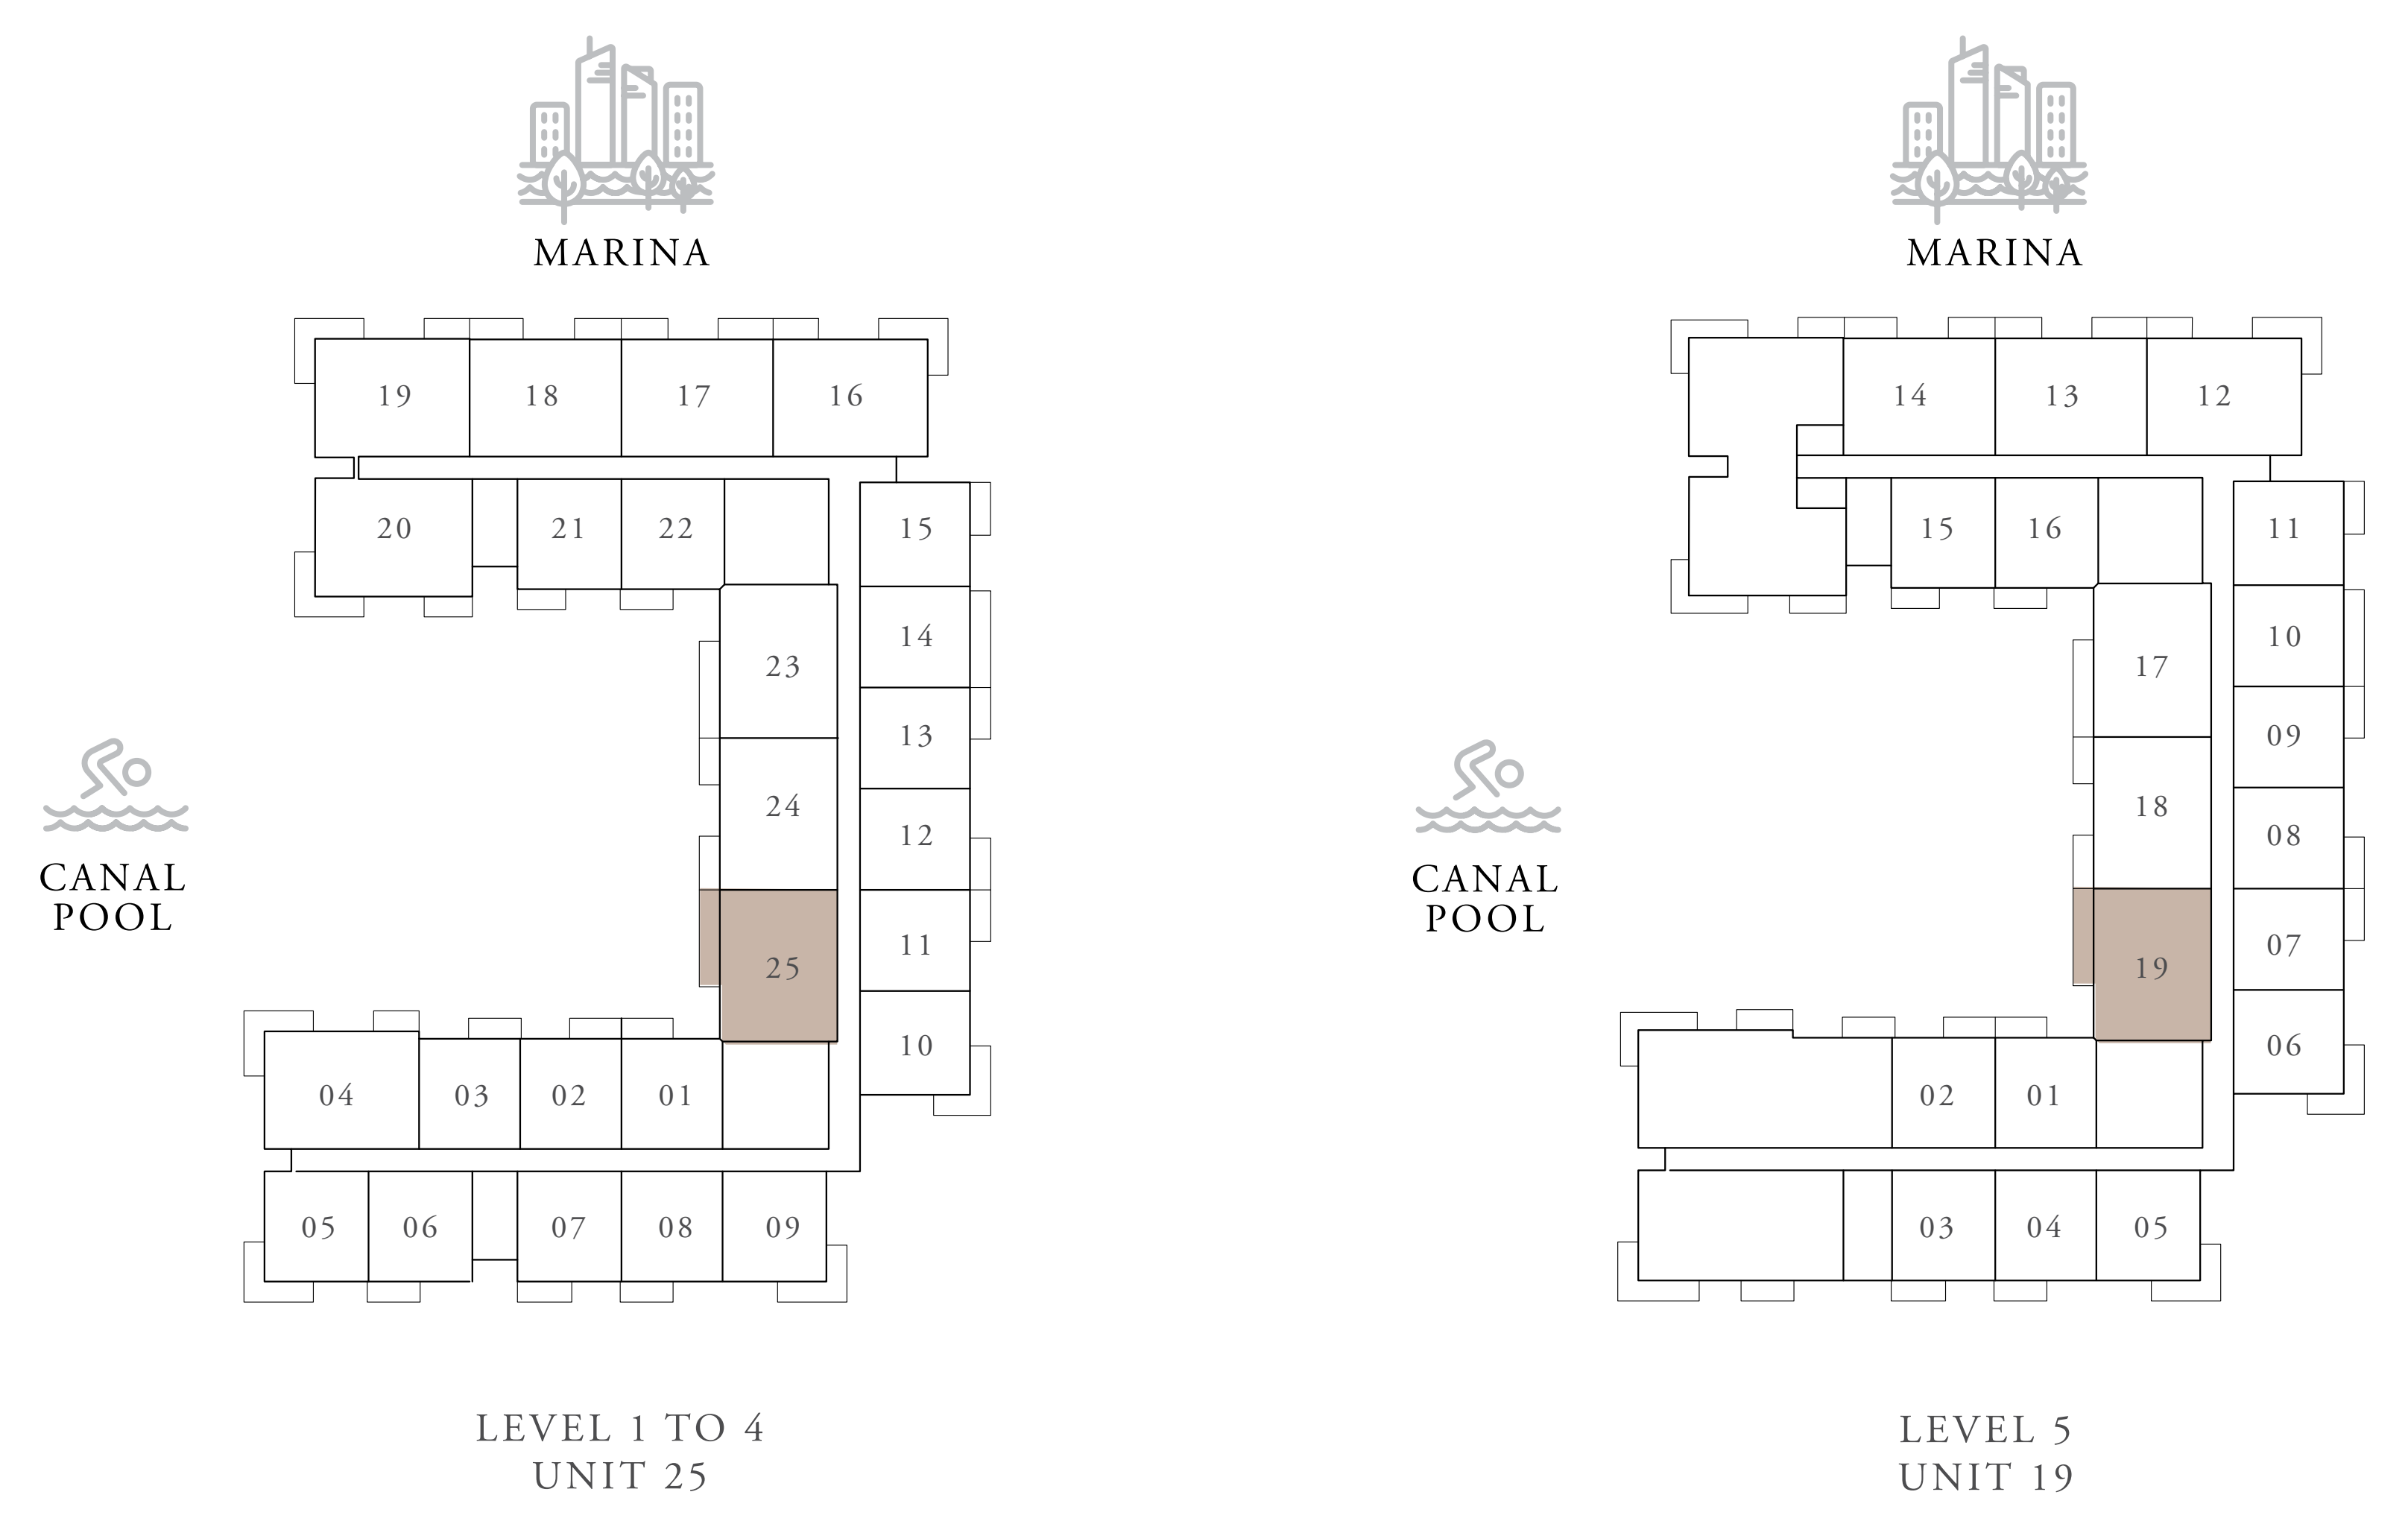 MARINA
19 18 17 16
20 21 22 15
14
23
13
24 12
CANAL
POOL
11
25
10
04 03 02 01
05 06 07 08 09
LEVEL 1 TO 4
UNIT 25
MARINA
14 13 12
15 16 11
10
17
09
18 08
CANAL
POOL
07
19
06
02 01
03 04 05
LEVEL 5
UNIT 19